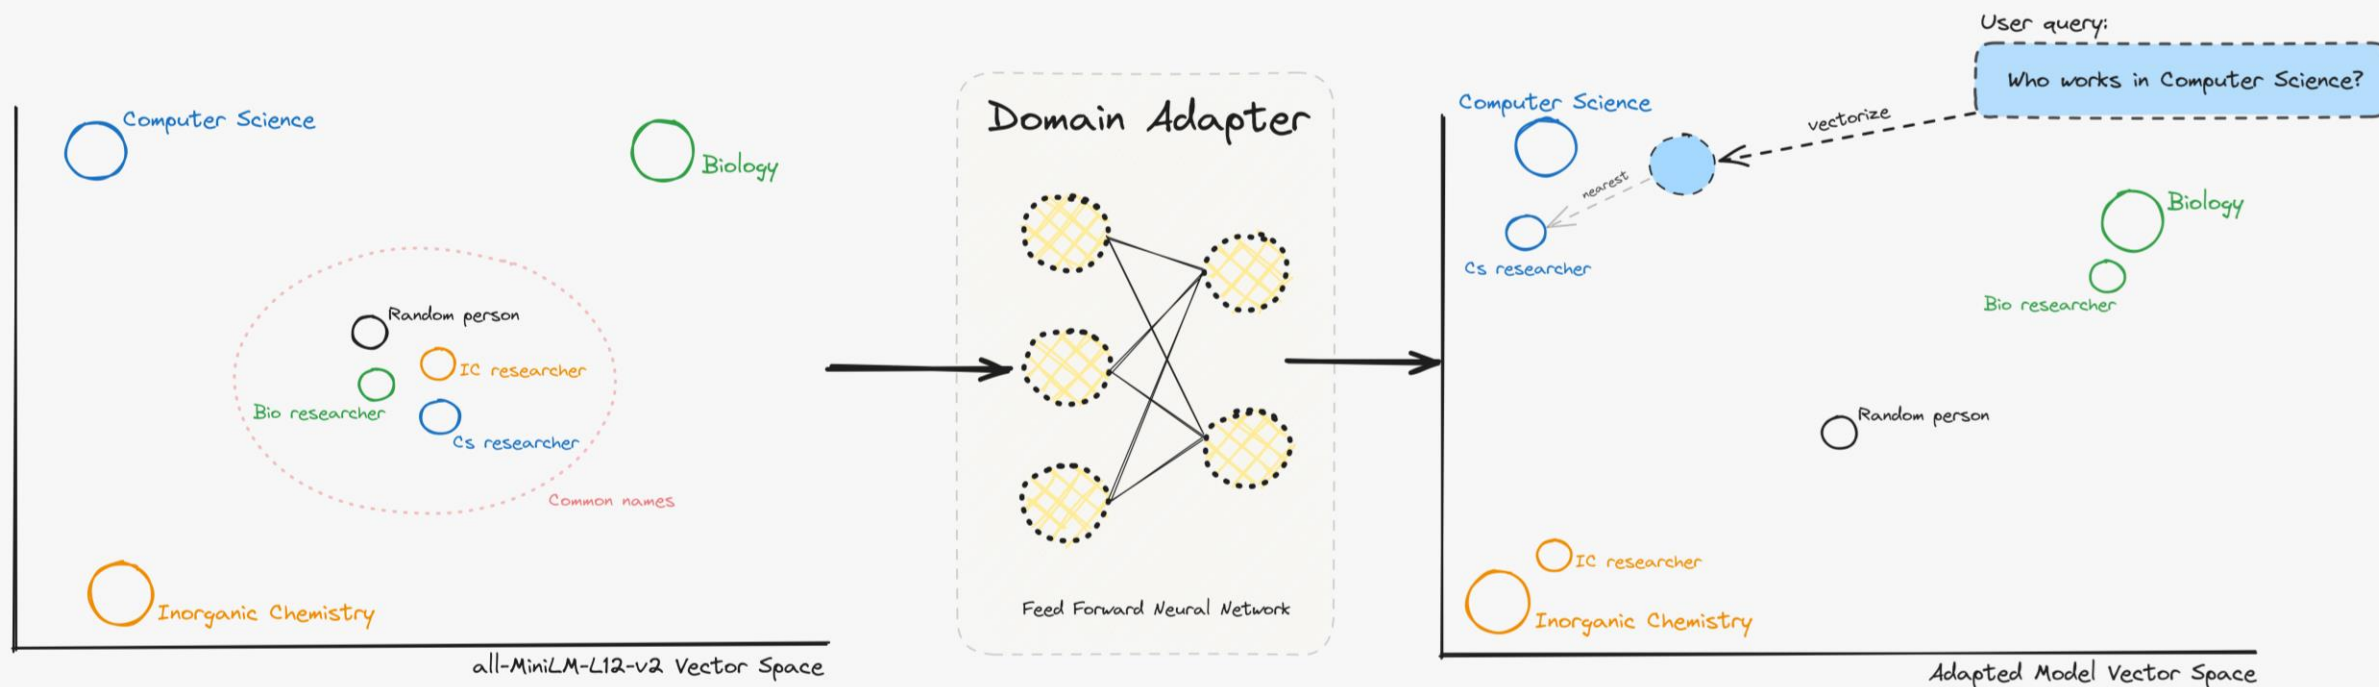 Computer Science
Biology
Random person
IC researcher
Bio researcher
Cs researcher
Common names
Inorganic Chemistry
all-MiniLM-L12-v2 Vector Space
Domain Adapter
Feed Forward Neural Network
User query:
Who works in Computer Science?
vectorize
Computer Science
nearest
Cs researcher
Biology
Bio researcher
Random person
IC researcher
Inorganic Chemistry
Adapted Model Vector Space